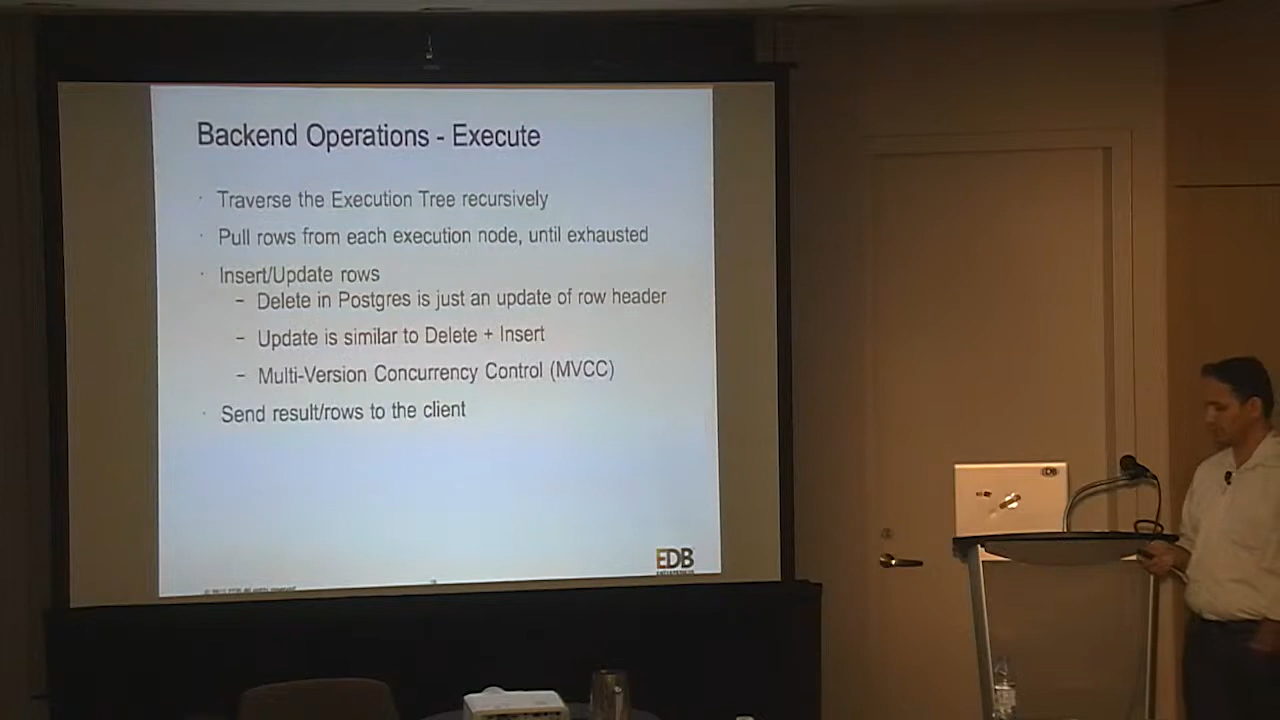 Backend Operations - Execute
· Traverse the Execution Tree recursively
· Pull rows from each execution node, until exhausted
· Insert/Update rows
– Delete in Postgres is just an update of row header
– Update is similar to Delete + Insert
– Multi-Version Concurrency Control (MVCC)
· Send result/rows to the client
EDB
EDB